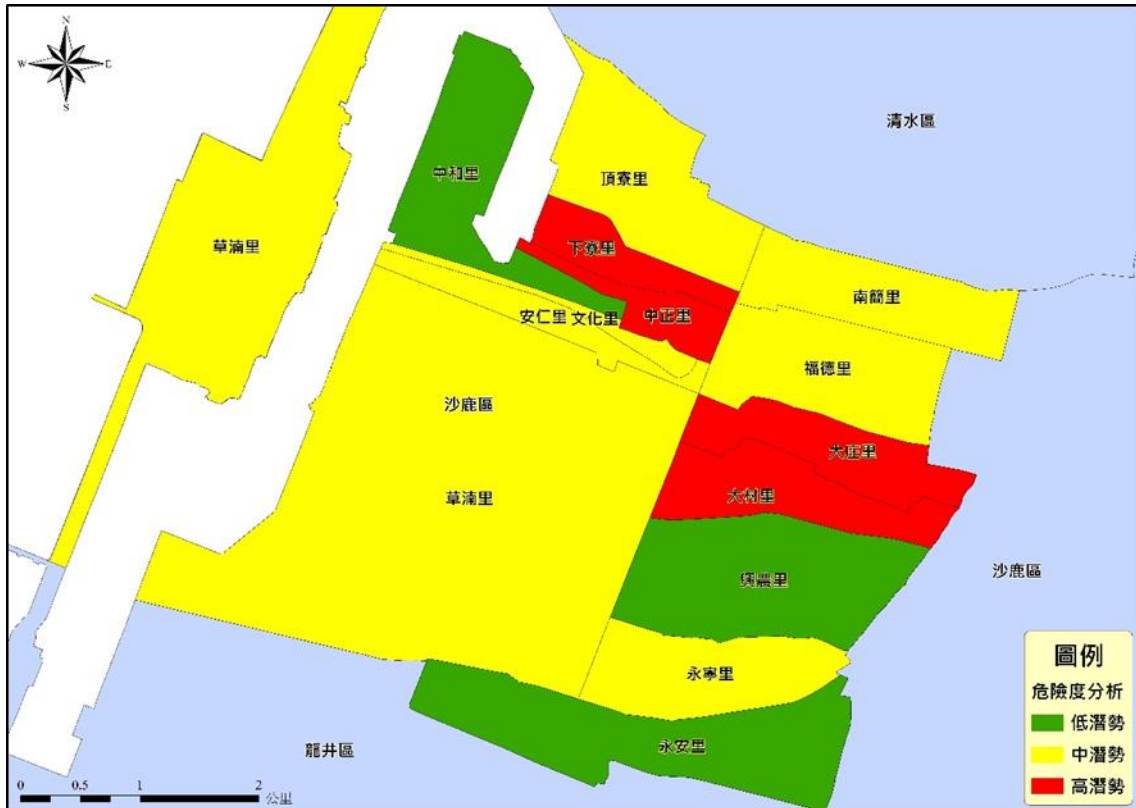 N
W E
S
清水區
中和里
頂寮里
草湳里
下寮里
南簡里
安仁里 文化里 中正里
福德里
沙鹿區
大庄里
草湳里
大村里
沙鹿區
興農里
永寧里
永安里
龍井區
圖例
危險度分析
低潛勢
中潛勢
高潛勢
0 0.5 1 2
公里